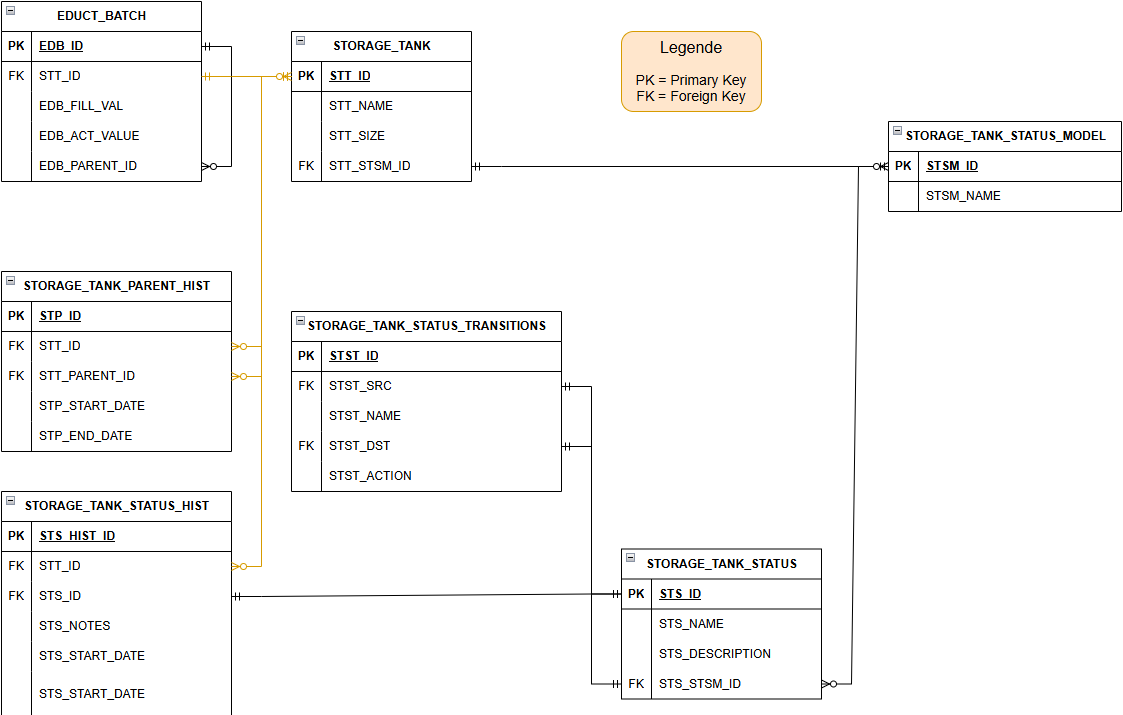 EDUCT_BATCH
PK EDB_ID
FK STT_ID
EDB_FILL_VAL
EDB_ACT_VALUE
EDB_PARENT_ID
STORAGE_TANK
PK STT_ID
STT_NAME
STT_SIZE
FK STT_STSM_ID
Legende
PK = Primary Key
FK = Foreign Key
STORAGE_TANK_STATUS_MODEL
PK STSM_ID
STSM_NAME
STORAGE_TANK_PARENT_HIST
PK STP_ID
FK STT_ID
FK STT_PARENT_ID
STP_START_DATE
STP_END_DATE
STORAGE_TANK_STATUS_TRANSITIONS
PK STST_ID
FK STST_SRC
STST_NAME
FK STST_DST
STST_ACTION
STORAGE_TANK_STATUS_HIST
PK STS_HIST_ID
FK STT_ID
FK STS_ID
STS_NOTES
STS_START_DATE
STS_START_DATE
STORAGE_TANK_STATUS
PK STS_ID
STS_NAME
STS_DESCRIPTION
FK STS_STSM_ID